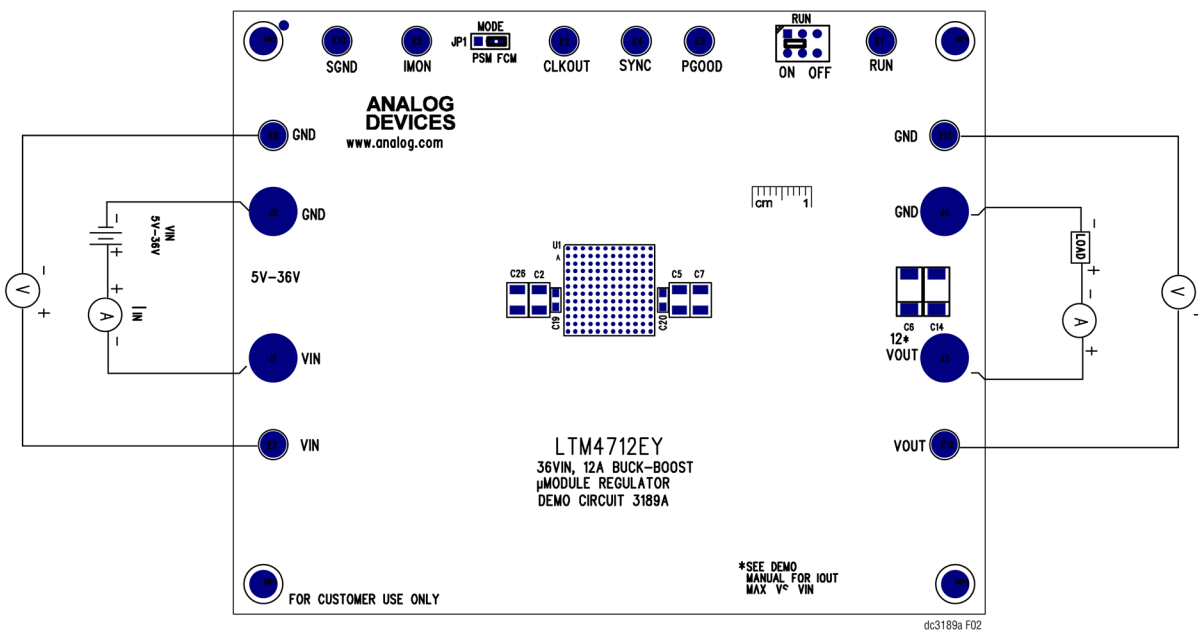 MODE
RUN
JP1
PSM FCM
ON OFF
SGND
IMON
CLKOUT
SYNC
PGOOD
RUN
E2
E4
E1
ANALOG
DEVICES
www.analog.com
GND
GND
GND
GND
cm 1
VIN
5V-36V
5V-36V
IIN
U1
A
C26 C2
C19
C5 C7
C20
C6 C14
12*
VOUT
VIN
VIN
VOUT
LOAD
V
A
A
V
-
+
-
+
+
-
-
+
-
+
-
LTM4712EY
36VIN, 12A BUCK-BOOST
µMODULE REGULATOR
DEMO CIRCUIT 3189A
*SEE DEMO
MANUAL FOR IOUT
MAX VS VIN
FOR CUSTOMER USE ONLY
dc3189a F02